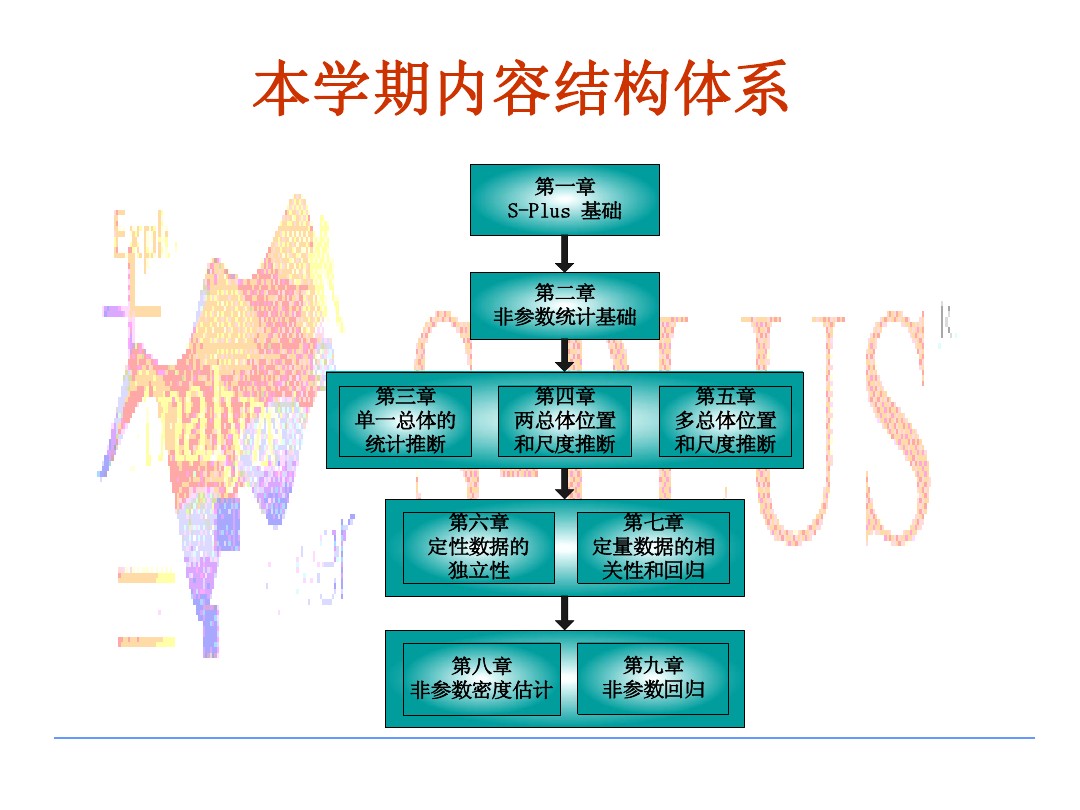 本学期内容结构体系
第一章
S-Plus 基础
第二章
非参数统计基础
第三章
单一总体的
统计推断
第四章
两总体位置
和尺度推断
第五章
多总体位置
和尺度推断
第六章
定性数据的
独立性
第七章
定量数据的相
关性和回归
第八章
非参数密度估计
第九章
非参数回归
S-PLUS
Analyze